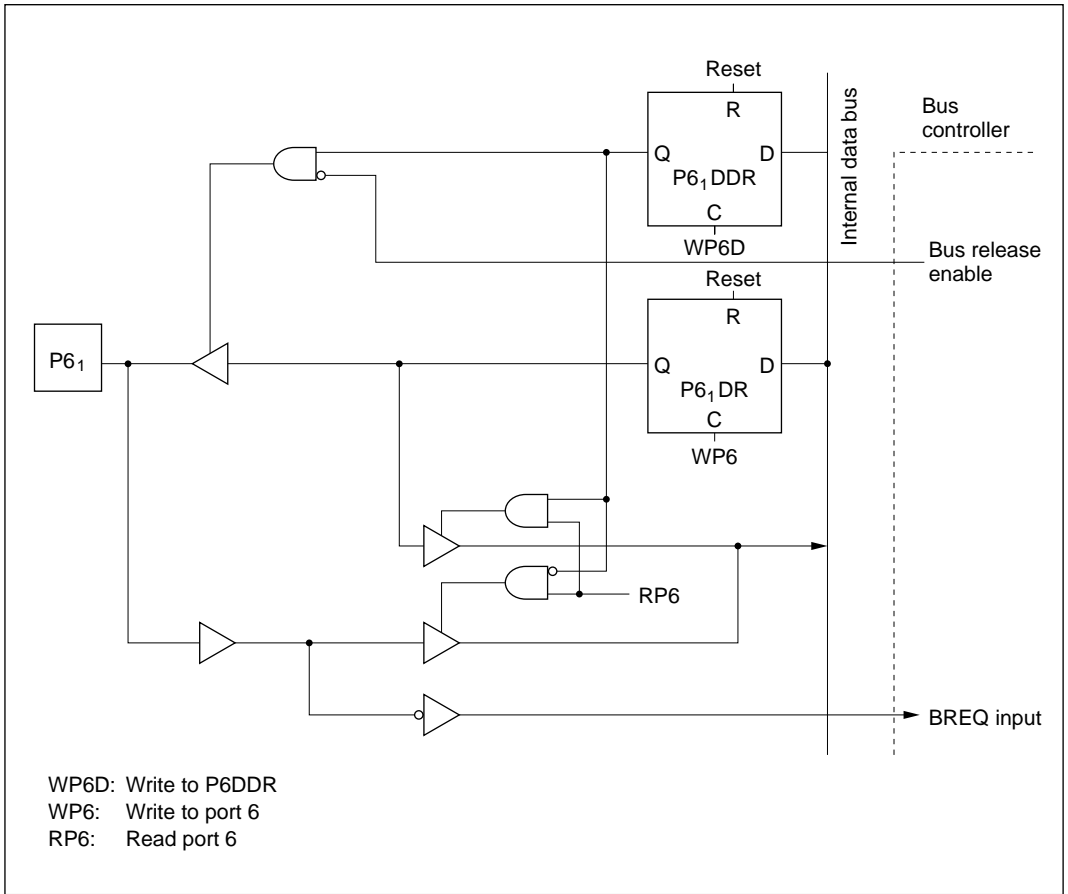 Reset
R
Q
D
P6₁DDR
C
WP6D
Internal data bus
Bus
controller
Bus release
enable
Reset
R
P6₁
Q
D
P6₁DR
C
WP6
RP6
BREQ input
WP6D: Write to P6DDR
WP6: Write to port 6
RP6: Read port 6